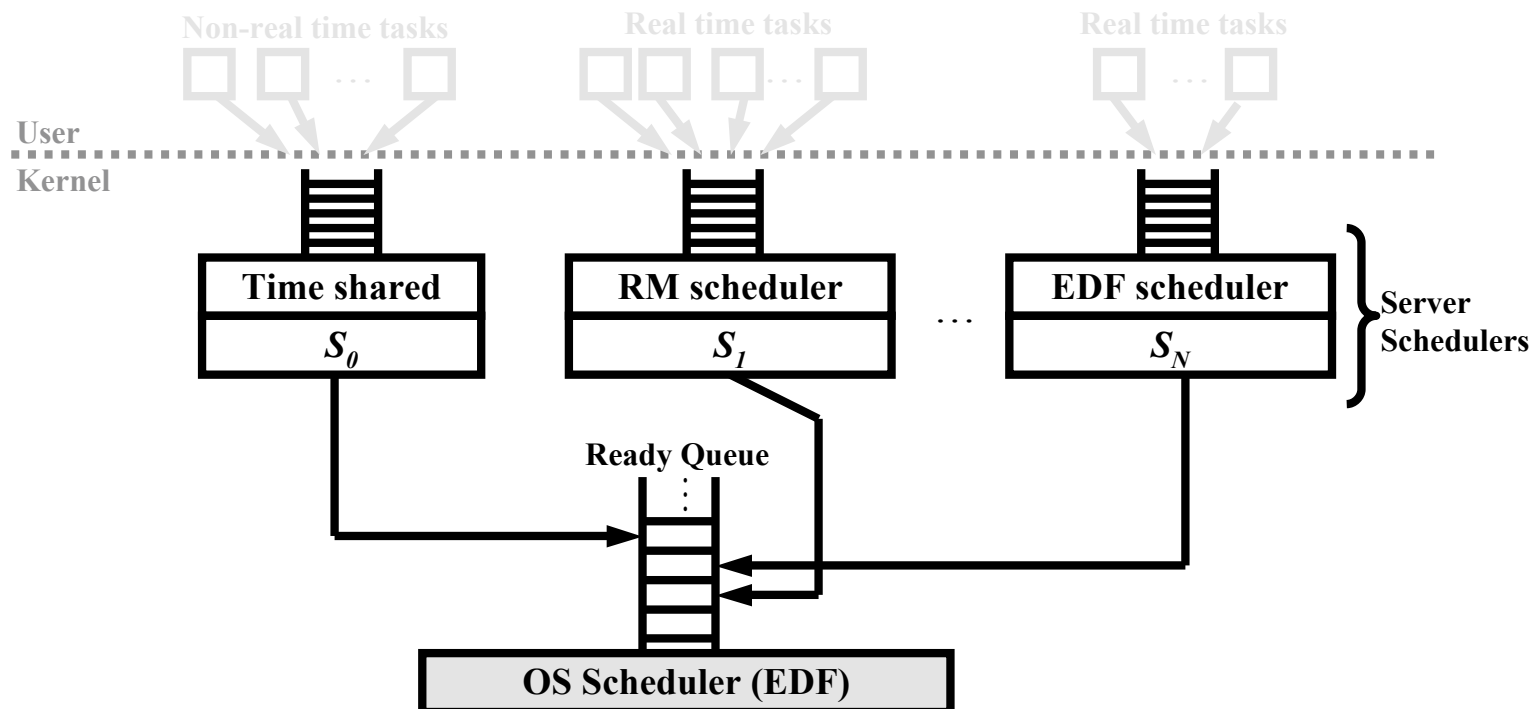 Non-real time tasks
Real time tasks
Real time tasks
...
...
...
User
Kernel
Time shared
RM scheduler
EDF scheduler
S0
S1
...
SN
Server
Schedulers
Ready Queue
OS Scheduler (EDF)